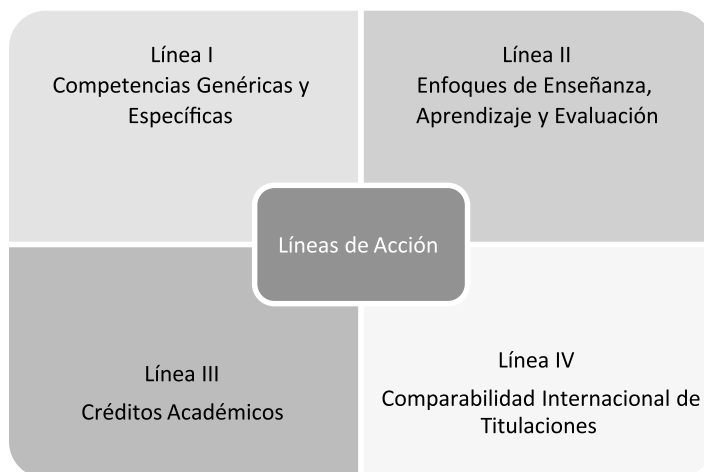 Línea I
Competencias Genéricas y
Específicas
Línea II
Enfoques de Enseñanza,
Aprendizaje y Evaluación
Líneas de Acción
Línea III
Créditos Académicos
Línea IV
Comparabilidad Internacional de
Titulaciones